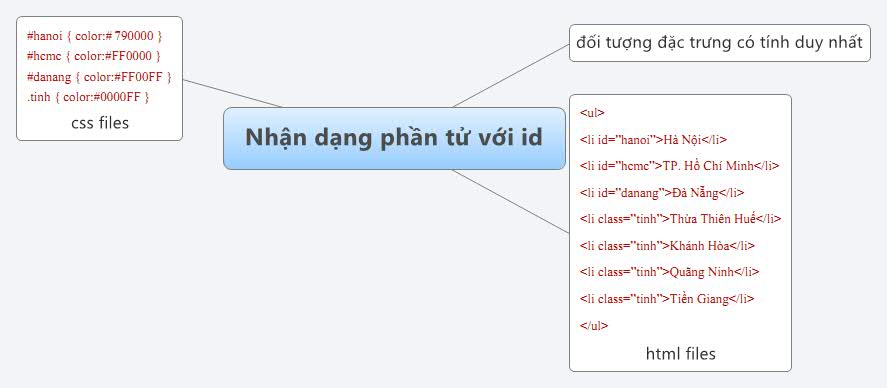 #hanoi { color:# 790000 }
#hcmc { color:#FF0000 }
#danang { color:#FF00FF }
.tinh { color:#0000FF }
css files
Nhận dạng phần tử với id
đối tượng đặc trưng có tính duy nhất
<ul>
<li id=”hanoi”>Hà Nội</li>
<li id=”hcmc”>TP. Hồ Chí Minh</li>
<li id=”danang”>Đà Nẵng</li>
<li class=”tinh”>Thừa Thiên Huế</li>
<li class=”tinh”>Khánh Hòa</li>
<li class=”tinh”>Quãng Ninh</li>
<li class=”tinh”>Tiền Giang</li>
</ul>
html files